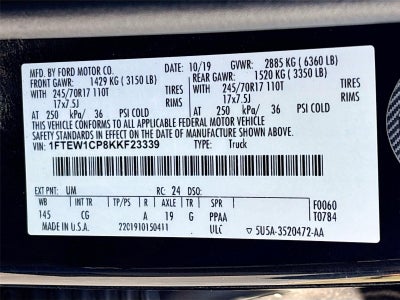 MFD. BY FORD MOTOR CO. 10/19 GVWR: 2885 KG (6360 LB)
FRONT GAWR: 1429 KG (3150 LB) REAR GAWR: 1520 KG (3350 LB)
WITH 245/70R17 110T TIRES WITH 245/70R17 110T TIRES
17x7.5J RIMS 17x7.5J RIMS
AT 250 kPa/ 36 PSI COLD AT 250 kPa/ 36 PSI COLD
THIS VEHICLE CONFORMS TO ALL APPLICABLE FEDERAL MOTOR VEHICLE
SAFETY STANDARDS IN EFFECT ON THE DATE OF MANUFACTURE SHOWN ABOVE.
VIN: 1FTEW1CP8KKF23339 TYPE: Truck
EXT PNT: UM RC: 24 DSO: F0060
WB INT TR TP/PS R AXLE TR SPR T0784
145 CG A 19 G PPAA
MADE IN U.S.A. 22C1910150411 ULC 5U5A-3520472-AA